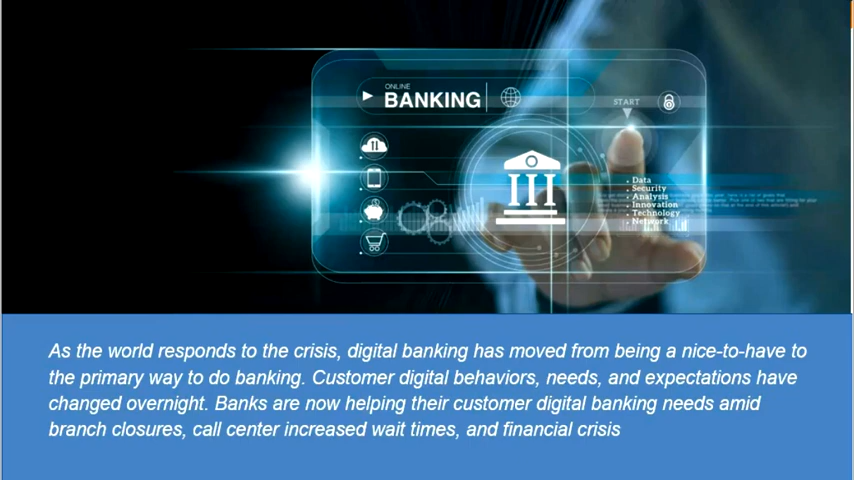 ONLINE
BANKING
START
Data
Security
Analysis
Innovation
Technology
Network
As the world responds to the crisis, digital banking has moved from being a nice-to-have to
the primary way to do banking. Customer digital behaviors, needs, and expectations have
changed overnight. Banks are now helping their customer digital banking needs amid
branch closures, call center increased wait times, and financial crisis